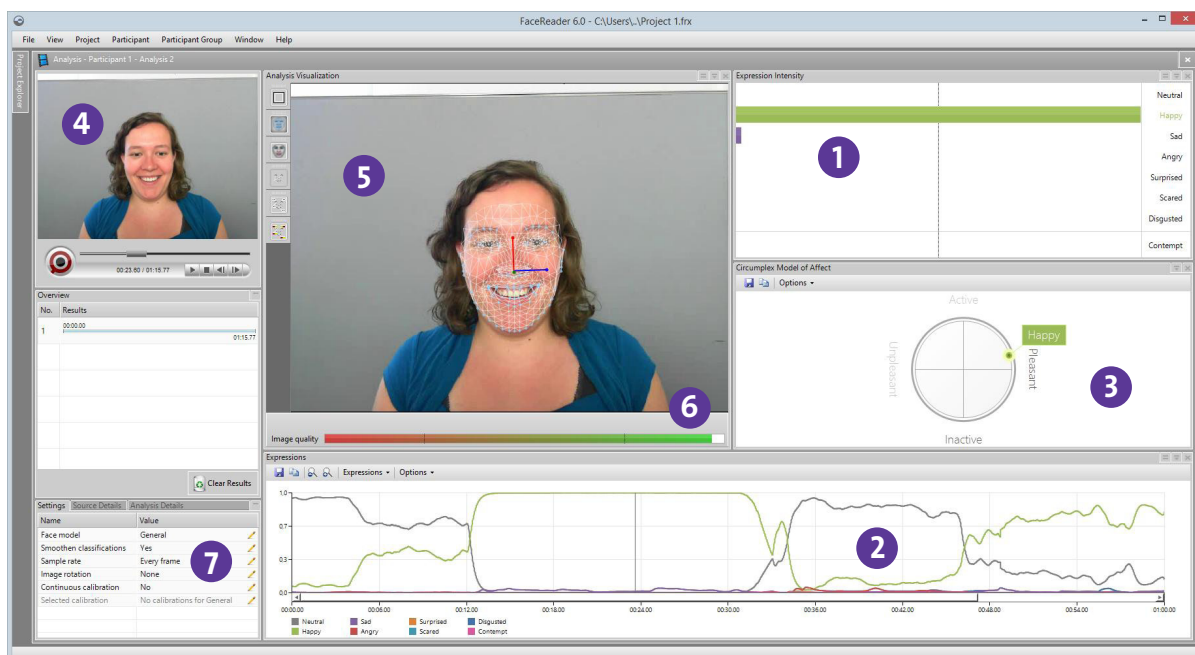 FaceReader 6.0 - C:\Users\..\Project 1.frx
File View Project Participant Participant Group Window Help
Project Explorer
Analysis - Participant 1 - Analysis 2
4
00:23.60 / 01:15.77
Overview
No. Results
1 00:00.00
01:15.77
Clear Results
Settings Source Details Analysis Details
Name Value
Face model General
Smoothen classifications Yes
Sample rate Every frame
Image rotation None
Continuous calibration No
Selected calibration No calibrations for General
7
Analysis Visualization
5
6
Image quality
Expression Intensity
Neutral
Happy
Sad
Angry
Surprised
Scared
Disgusted
Contempt
1
Circumplex Model of Affect
Options
Active
Unpleasant
Happy
Pleasant
Inactive
3
Expressions
Expressions Options
1,0
0,7
0,3
0,0
2
00:00.00 00:06.00 00:12.00 00:18.00 00:24.00 00:30.00 00:36.00 00:42.00 00:48.00 00:54.00 01:00.00
Neutral Sad Surprised Disgusted
Happy Angry Scared Contempt